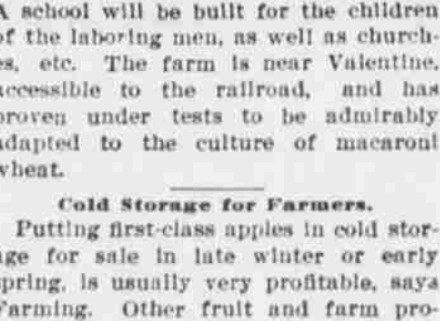 A school will be built for the children
of the laboring men, as well as church-
es, etc. The farm is near Valentine,
accessible to the railroad, and has
proven under tests to be admirably
adapted to the culture of macaroni
wheat.
Cold Storage for Farmers.
Putting first-class apples in cold stor-
age for sale in late winter or early
spring, is usually very profitable, says
Farming. Other fruit and farm pro-